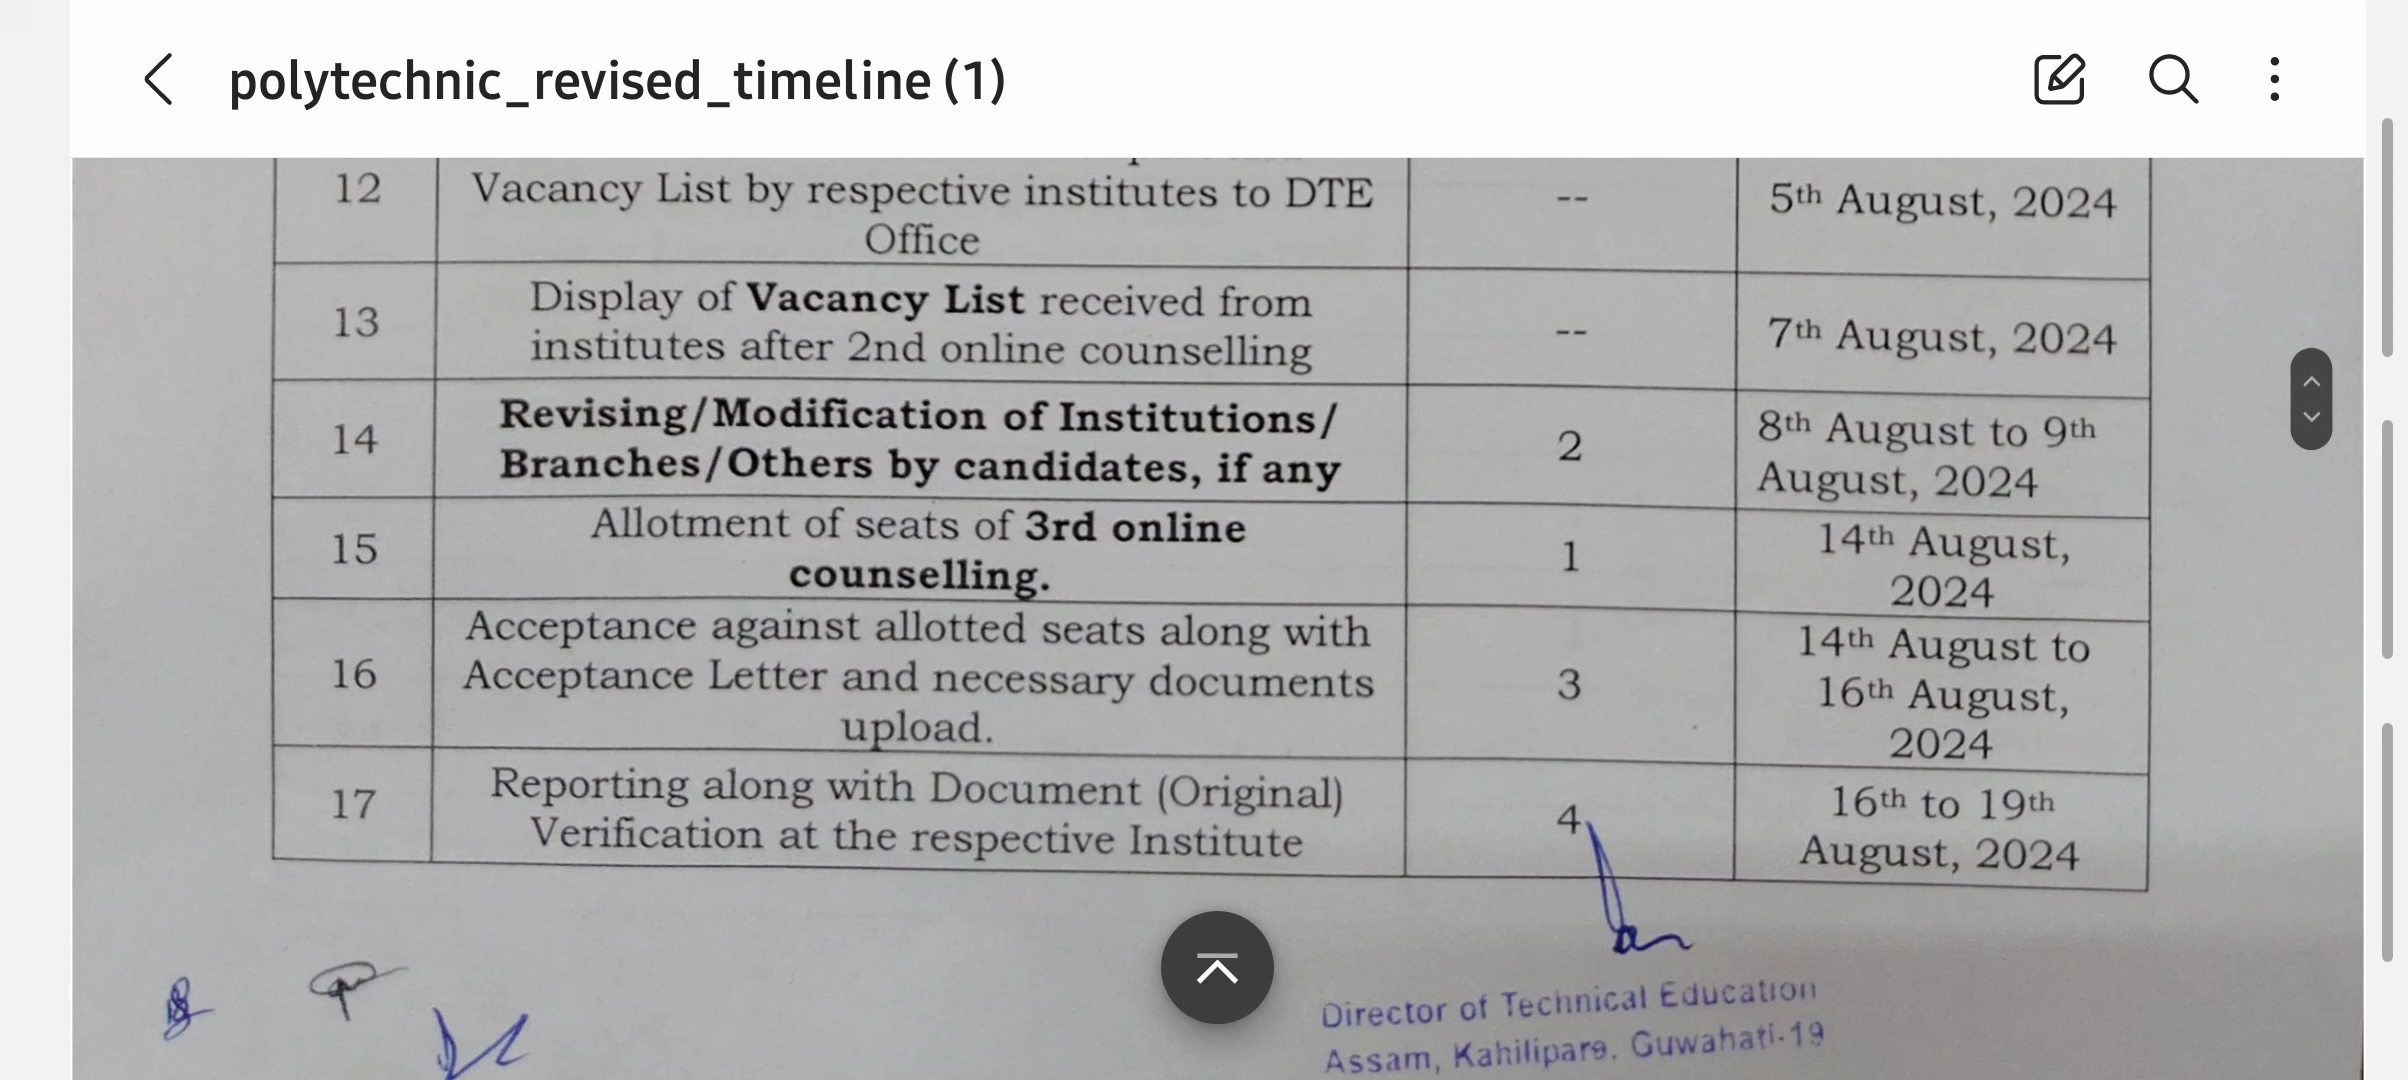 polytechnic_revised_timeline (1)
12
Vacancy List by respective institutes to DTE
Office
--
5th August, 2024
13
Display of Vacancy List received from
institutes after 2nd online counselling
--
7th August, 2024
14
Revising/Modification of Institutions/
Branches/Others by candidates, if any
2
8th August to 9th
August, 2024
15
Allotment of seats of 3rd online
counselling.
1
14th August,
2024
16
Acceptance against allotted seats along with
Acceptance Letter and necessary documents
upload.
3
14th August to
16th August,
2024
17
Reporting along with Document (Original)
Verification at the respective Institute
4
16th to 19th
August, 2024
Director of Technical Education
Assam, Kahilipara. Guwahati-19